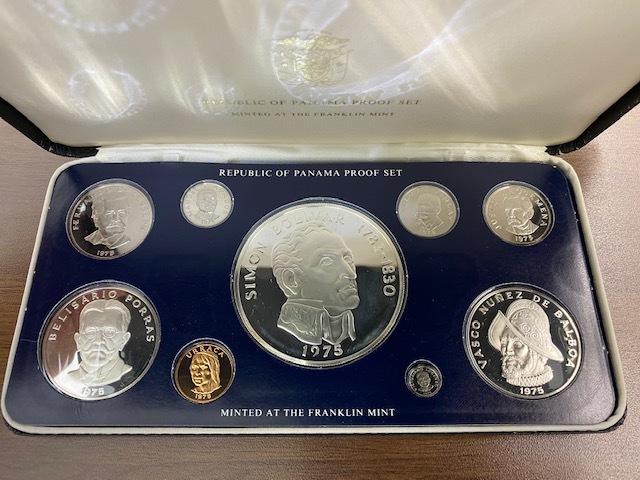 REPUBLIC OF PANAMA PROOF SET
MINTED AT THE FRANKLIN MINT
REPUBLIC OF PANAMA PROOF SET
1975
SIMON BOLIVAR 1783-1830
1975
1975
BELISARIO PORRAS
1975
URRACA
1975
VASCO NUÑEZ DE BALBOA
1975
MINTED AT THE FRANKLIN MINT